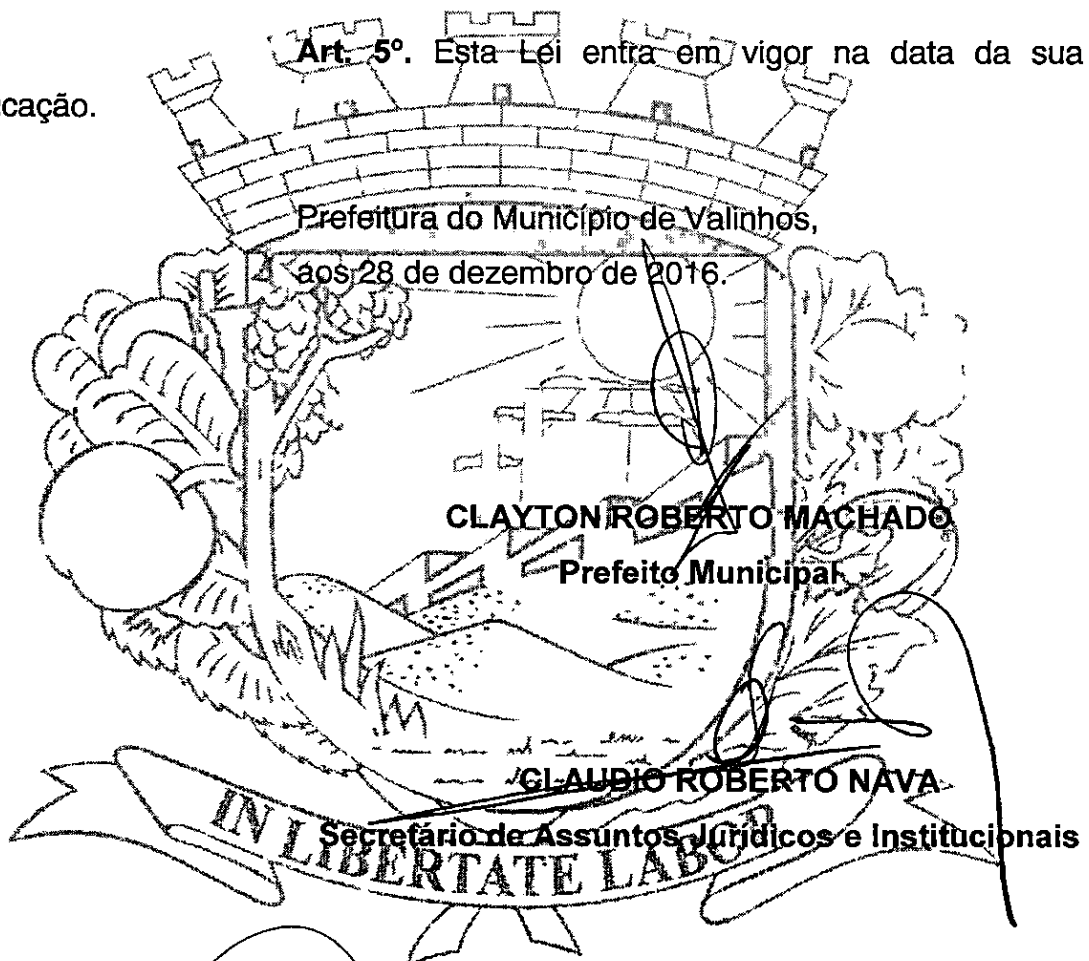 Art. 5º. Esta Lei entra em vigor na data da sua
cação.
Prefeitura do Município de Valinhos,
aos 28 de dezembro de 2016.
CLAYTON ROBERTO MACHADO
Prefeito Municipal
CLAUDIO ROBERTO NAVA
Secretário de Assuntos Jurídicos e Institucionais
IN LIBERTATE LABOR